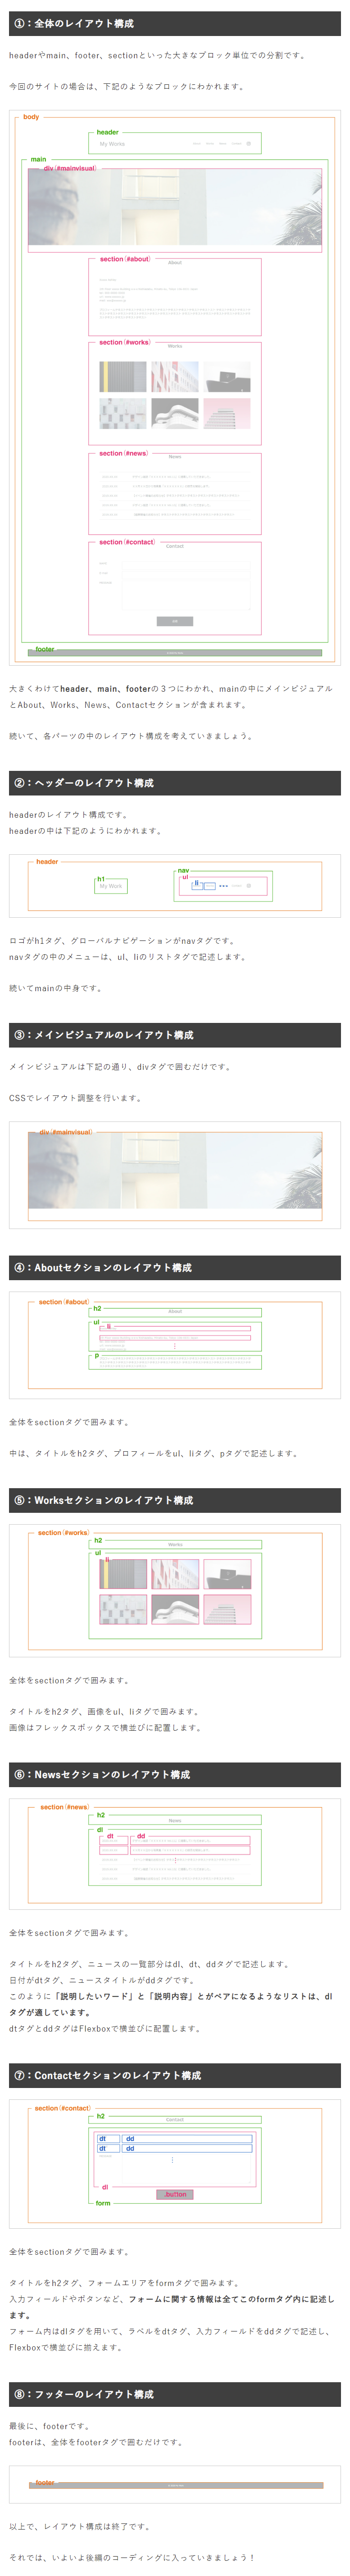 ①：全体のレイアウト構成
headerやmain、footer、sectionといった大きなブロック単位での分割です。
今回のサイトの場合は、下記のようなブロックにわかれます。
body
header
My Works
main
div(#mainvisual)
section(#about)
About
section(#works)
Works
section(#news)
News
section(#contact)
Contact
footer
大きくわけてheader、main、footerの３つにわかれ、mainの中にメインビジュアル
とAbout、Works、News、Contactセクションが含まれます。
続いて、各パーツの中のレイアウト構成を考えていきましょう。
②：ヘッダーのレイアウト構成
headerのレイアウト構成です。
headerの中は下記のようにわかれます。
header
nav
ul
h1
li
My Work
ロゴがh1タグ、グローバルナビゲーションがnavタグです。
navタグの中のメニューは、ul、liのリストタグで記述します。
続いてmainの中身です。
③：メインビジュアルのレイアウト構成
メインビジュアルは下記の通り、divタグで囲むだけです。
CSSでレイアウト調整を行います。
div(#mainvisual)
④：Aboutセクションのレイアウト構成
section(#about)
h2
About
ul
li
p
全体をsectionタグで囲みます。
中は、タイトルをh2タグ、プロフィールをul、liタグ、pタグで記述します。
⑤：Worksセクションのレイアウト構成
section(#works)
h2
Works
ul
li
全体をsectionタグで囲みます。
タイトルをh2タグ、画像をul、liタグで囲みます。
画像はフレックスボックスで横並びに配置します。
⑥：Newsセクションのレイアウト構成
section(#news)
h2
News
dl
dt dd
全体をsectionタグで囲みます。
タイトルをh2タグ、ニュースの一覧部分はdl、dt、ddタグで記述します。
日付がdtタグ、ニュースタイトルがddタグです。
このように「説明したいワード」と「説明内容」とがペアになるようなリストは、dl
タグが適しています。
dtタグとddタグはFlexboxで横並びに配置します。
⑦：Contactセクションのレイアウト構成
section(#contact)
h2
Contact
dt dd
dt dd
dl
.button
form
全体をsectionタグで囲みます。
タイトルをh2タグ、フォームエリアをformタグで囲みます。
入力フィールドやボタンなど、フォームに関する情報は全てこのformタグ内に記述し
ます。
フォーム内はdlタグを用いて、ラベルをdtタグ、入力フィールドをddタグで記述し、
Flexboxで横並びに揃えます。
⑧：フッターのレイアウト構成
最後に、footerです。
footerは、全体をfooterタグで囲むだけです。
footer
以上で、レイアウト構成は終了です。
それでは、いよいよ後編のコーディングに入っていきましょう！